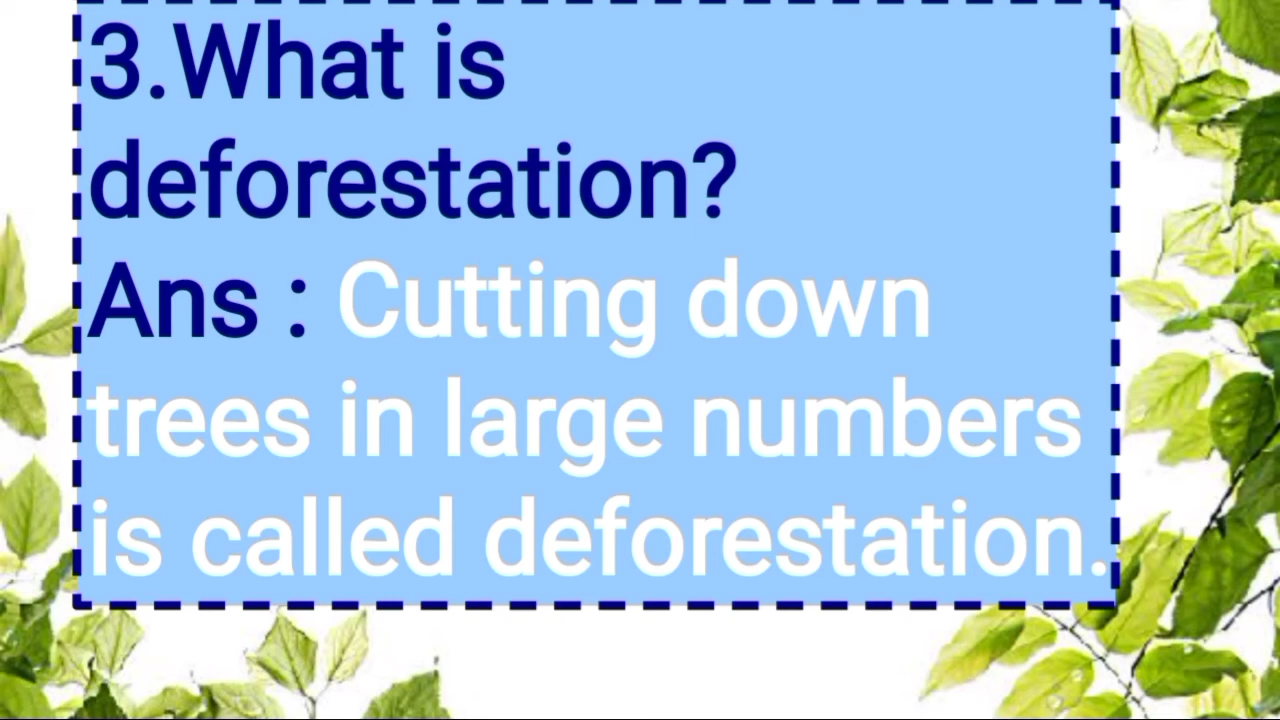 3.What is
deforestation?
Ans : Cutting down
trees in large numbers
is called deforestation.